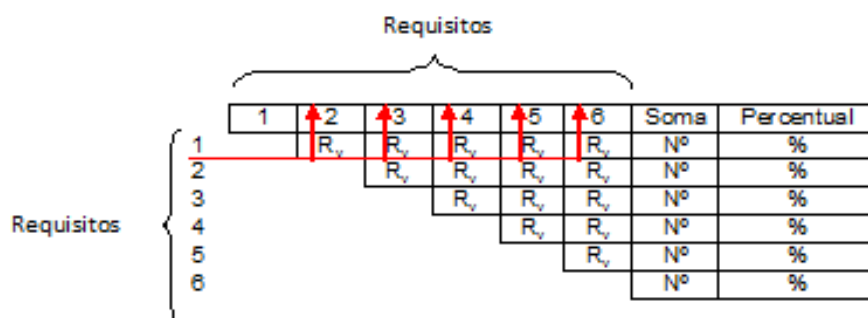 Requisitos
1 2 3 4 5 6 Soma Percentual
1 Rv Rv Rv Rv Rv Nº %
2 Rv Rv Rv Rv Nº %
3 Rv Rv Rv Nº %
Requisitos
4 Rv Rv Nº %
5 Rv Nº %
6 Nº %